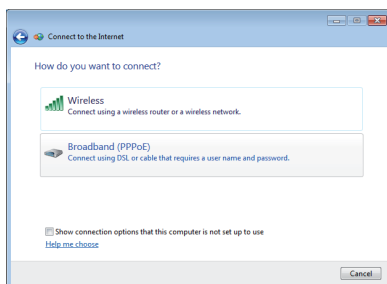 Connect to the Internet
How do you want to connect?
Wireless
Connect using a wireless router or a wireless network.
Broadband (PPPoE)
Connect using DSL or cable that requires a user name and password.
Show connection options that this computer is not set up to use
Help me choose
Cancel